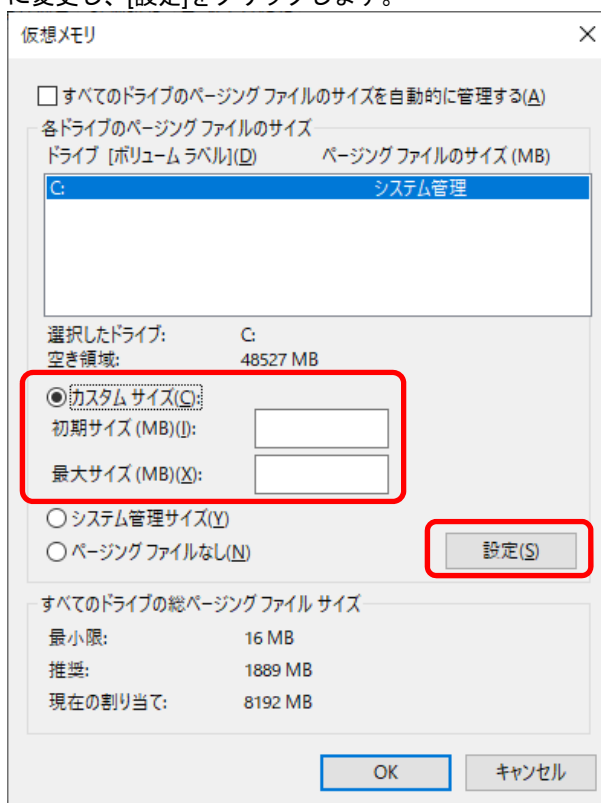 に変更し、[設定]をクリックします。
仮想メモリ
すべてのドライブのページング ファイルのサイズを自動的に管理する(A)
各ドライブのページング ファイルのサイズ
ドライブ [ボリューム ラベル](D) ページング ファイルのサイズ (MB)
C: システム管理
選択したドライブ: C:
空き領域: 48527 MB
カスタム サイズ(C):
初期サイズ (MB)(I):
最大サイズ (MB)(X):
システム管理サイズ(Y)
ページング ファイルなし(N) 設定(S)
すべてのドライブの総ページング ファイル サイズ
最小限: 16 MB
推奨: 1889 MB
現在の割り当て: 8192 MB
OK キャンセル